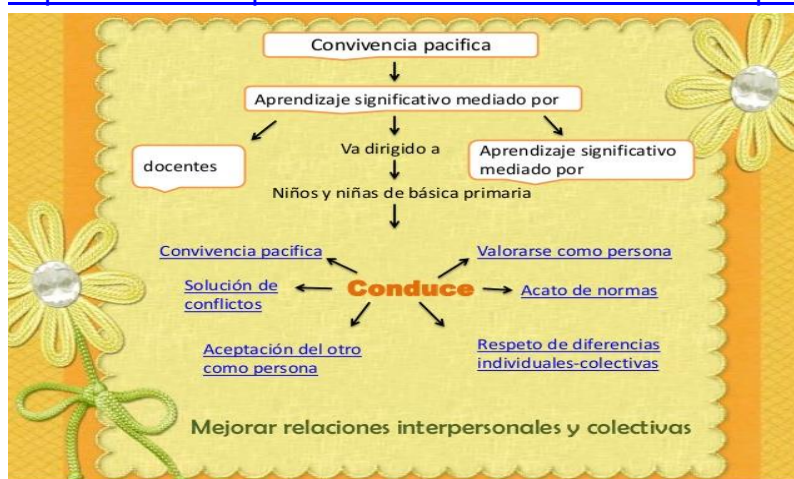 Convivencia pacifica
Aprendizaje significativo mediado por
docentes
Va dirigido a
Aprendizaje significativo
mediado por
Niños y niñas de básica primaria
Convivencia pacifica
Valorarse como persona
Solución de
conflictos
Conduce
Acato de normas
Aceptación del otro
como persona
Respeto de diferencias
individuales-colectivas
Mejorar relaciones interpersonales y colectivas